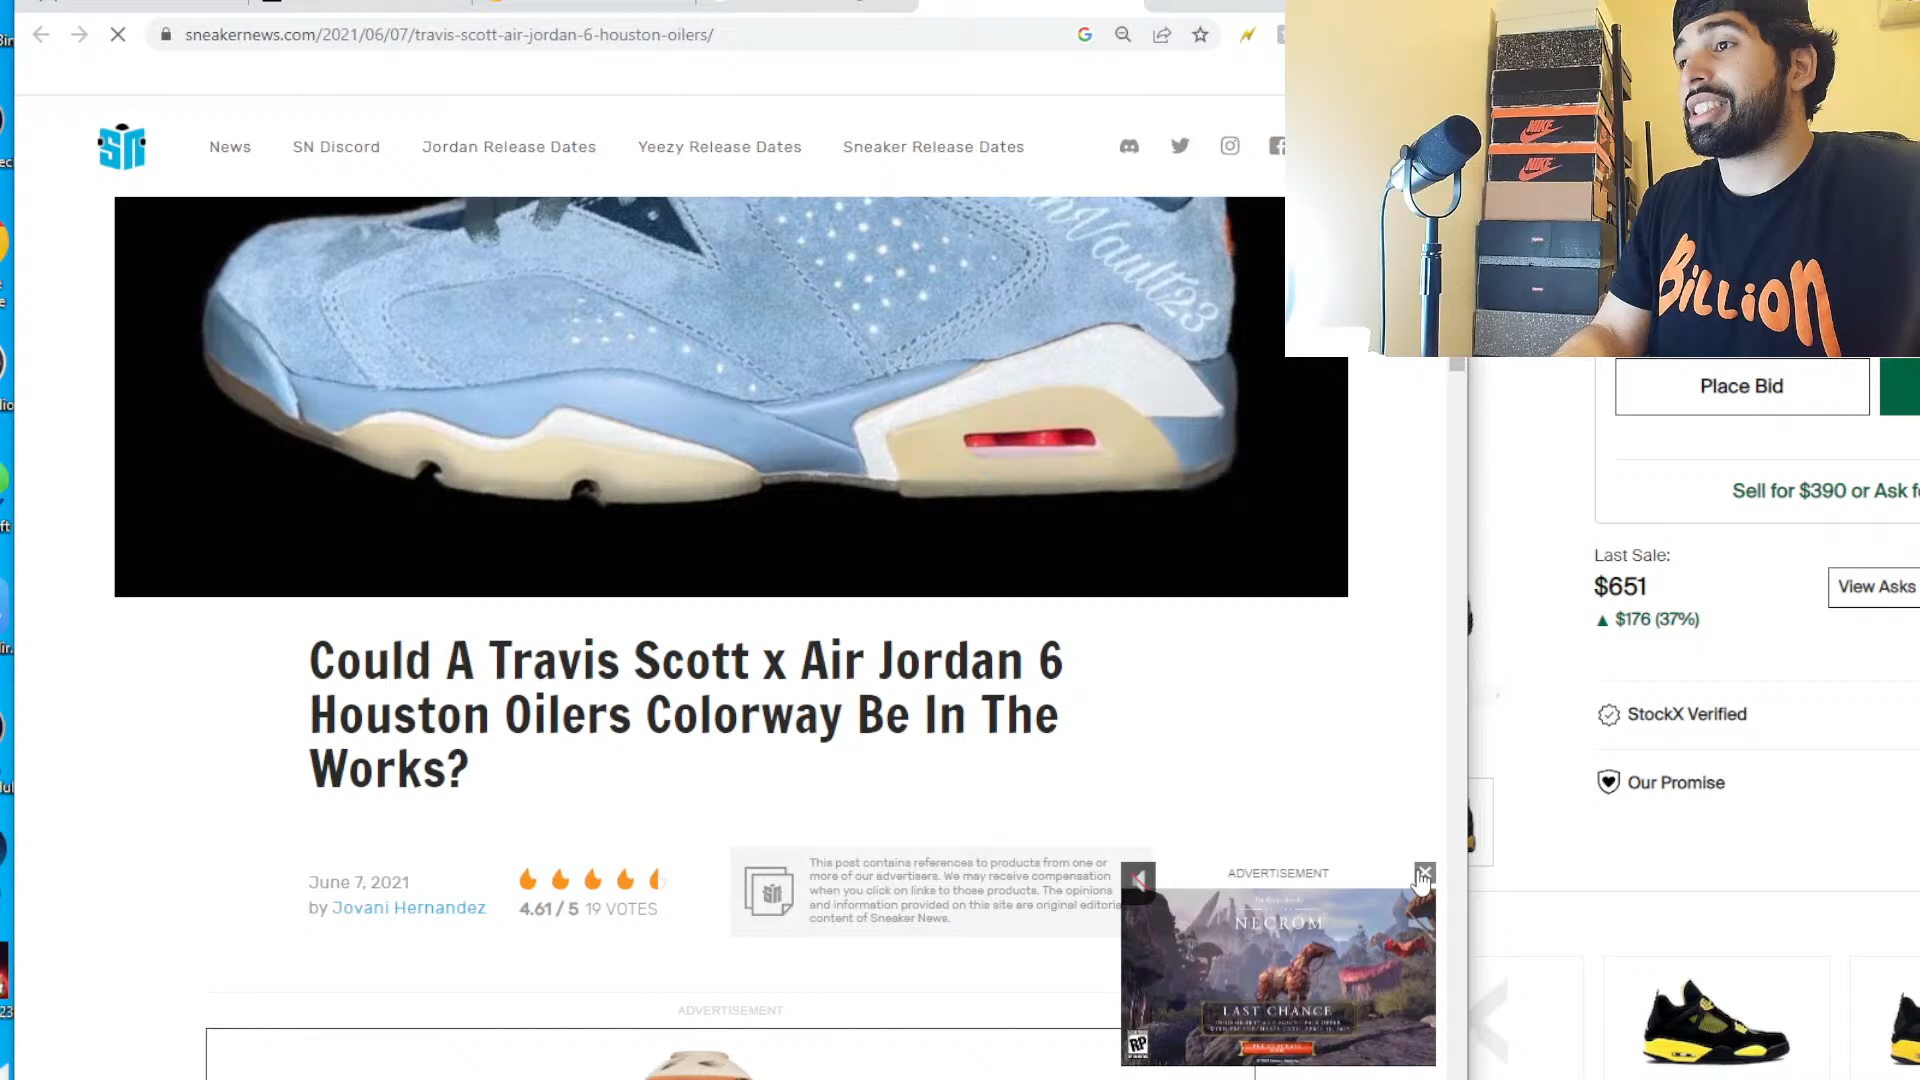 sneakernews.com/2021/06/07/travis-scott-air-jordan-6-houston-oilers/
News
SN Discord
Jordan Release Dates
Yeezy Release Dates
Sneaker Release Dates
NIKE
NIKE
BILLION
Place Bid
Sell for $390 or Ask f
Last Sale:
$651
▲ $176 (37%)
View Asks
StockX Verified
Our Promise
Could A Travis Scott x Air Jordan 6
Houston Oilers Colorway Be In The
Works?
June 7, 2021
by Jovani Hernandez
4.61 / 5 19 VOTES
This post contains references to products from one or
more of our advertisers. We may receive compensation
when you click on links to those products. The opinions
and information provided on this site are original editoria
content of Sneaker News.
ADVERTISEMENT
NECROM
LAST CHANCE
RP
ADVERTISEMENT